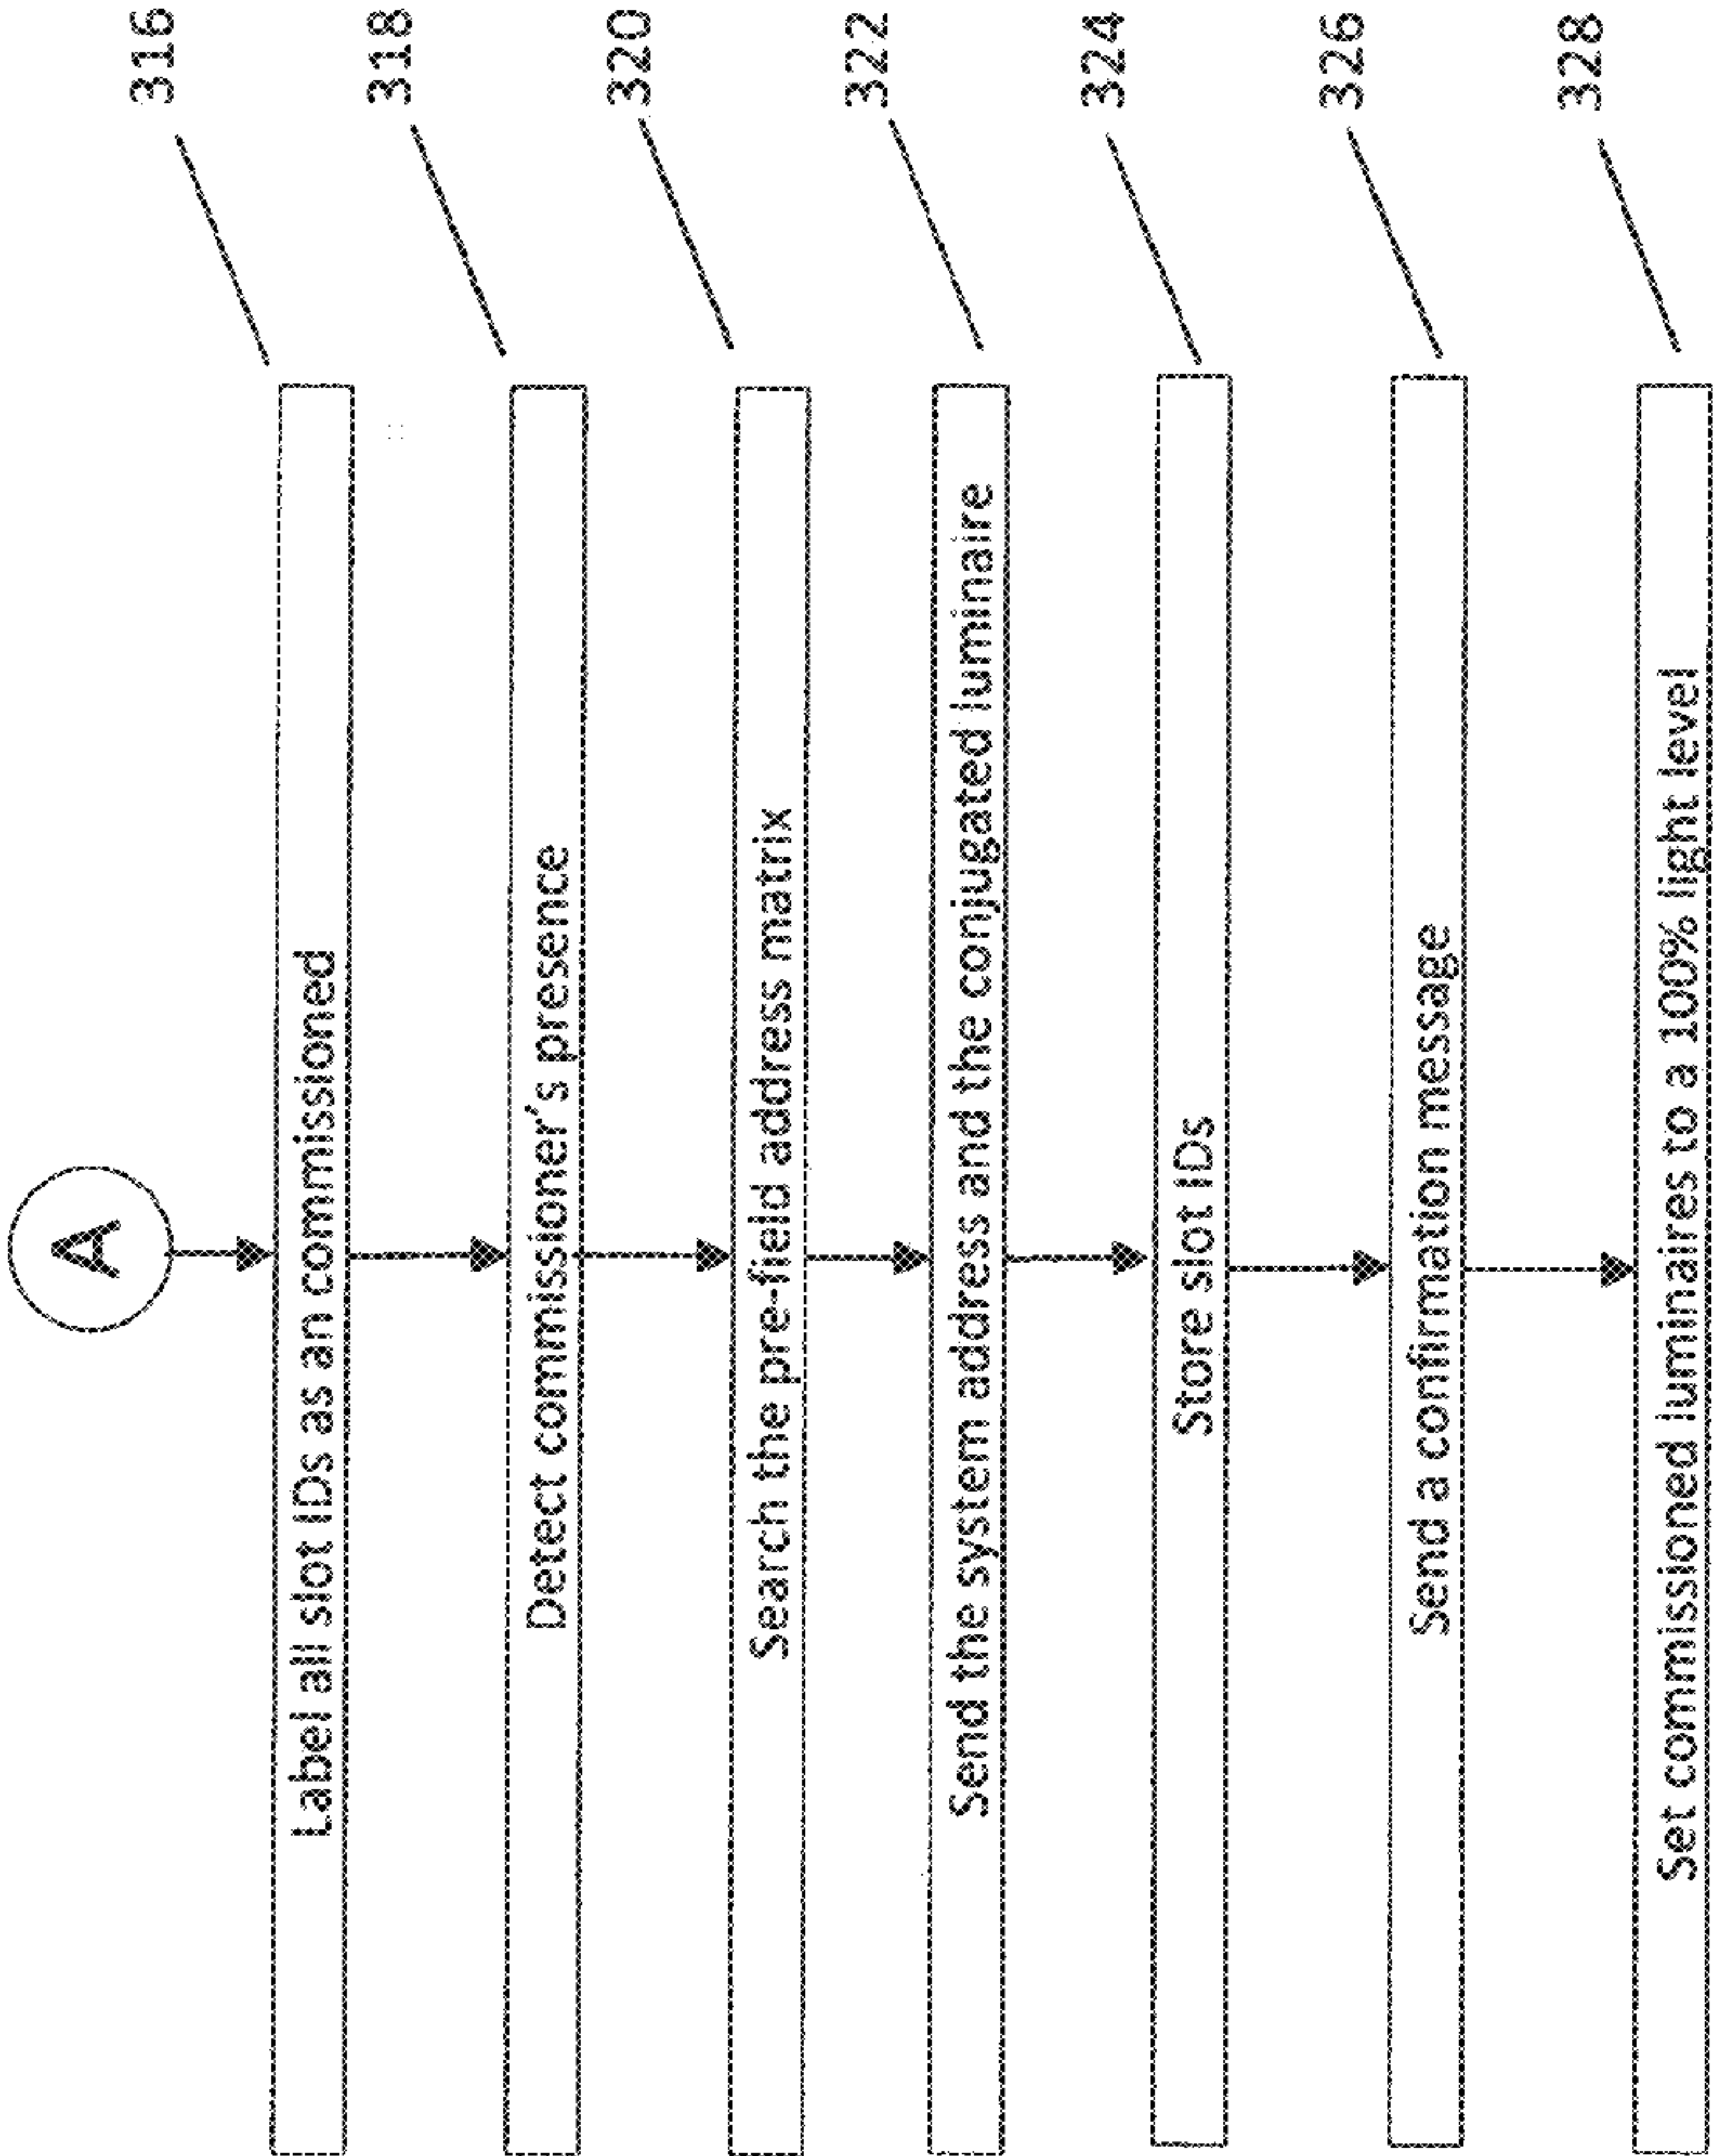 A
Label all slot IDs as an commissioned
316
Detect commissioner's presence
318
Search the pre-field address matrix
320
Send the system address and the conjugated luminaire
322
Store slot IDs
324
Send a confirmation message
326
Set commissioned luminaires to a 100% light level
328